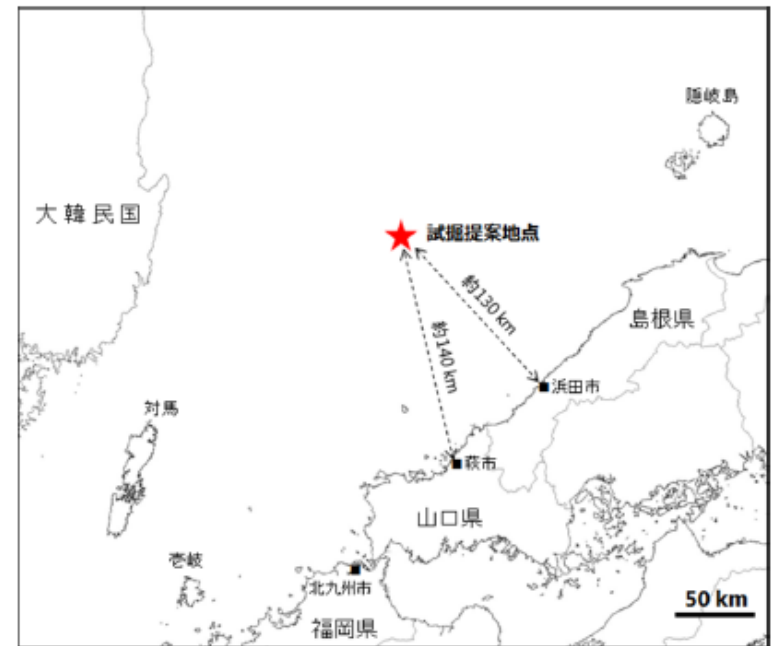 隠岐島
大韓民国
試掘提案地点
約130 km
島根県
約140 km
浜田市
対馬
萩市
山口県
壱岐
北九州市
50 km
福岡県